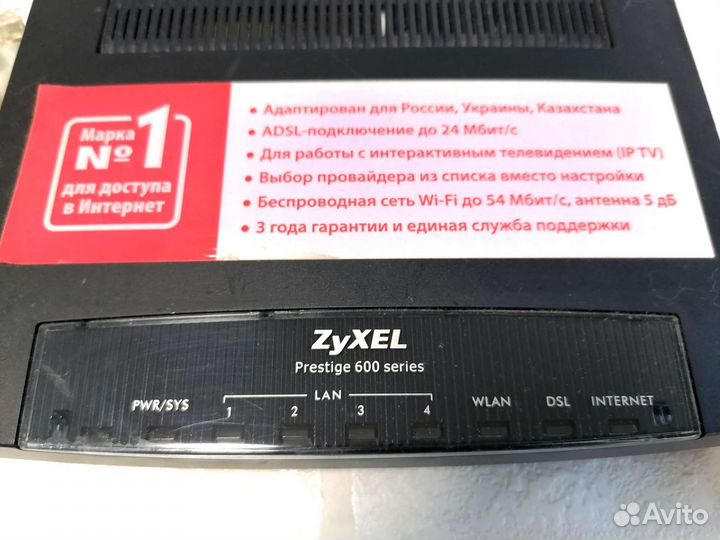 Марка
№1
для доступа
в Интернет
• Адаптирован для России, Украины, Казахстана
• ADSL-подключение до 24 Мбит/с
• Для работы с интерактивным телевидением (IP TV)
• Выбор провайдера из списка вместо настройки
• Беспроводная сеть Wi-Fi до 54 Мбит/с, антенна 5 дБ
• 3 года гарантии и единая служба поддержки
ZyXEL
Prestige 600 series
LAN
PWR/SYS 1 2 3 4 WLAN DSL INTERNET
Avito